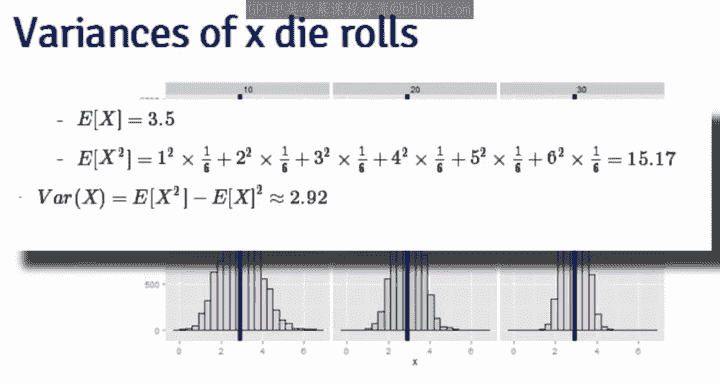 Variances of x die rolls
10 20 30
- E[X] = 3.5
- E[X²] = 1² × 1/6 + 2² × 1/6 + 3² × 1/6 + 4² × 1/6 + 5² × 1/6 + 6² × 1/6 = 15.17
· Var(X) = E[X²] − E[X]² ≈ 2.92
500
0
0 2 4 6 0 2 4 6 0 2 4 6
x